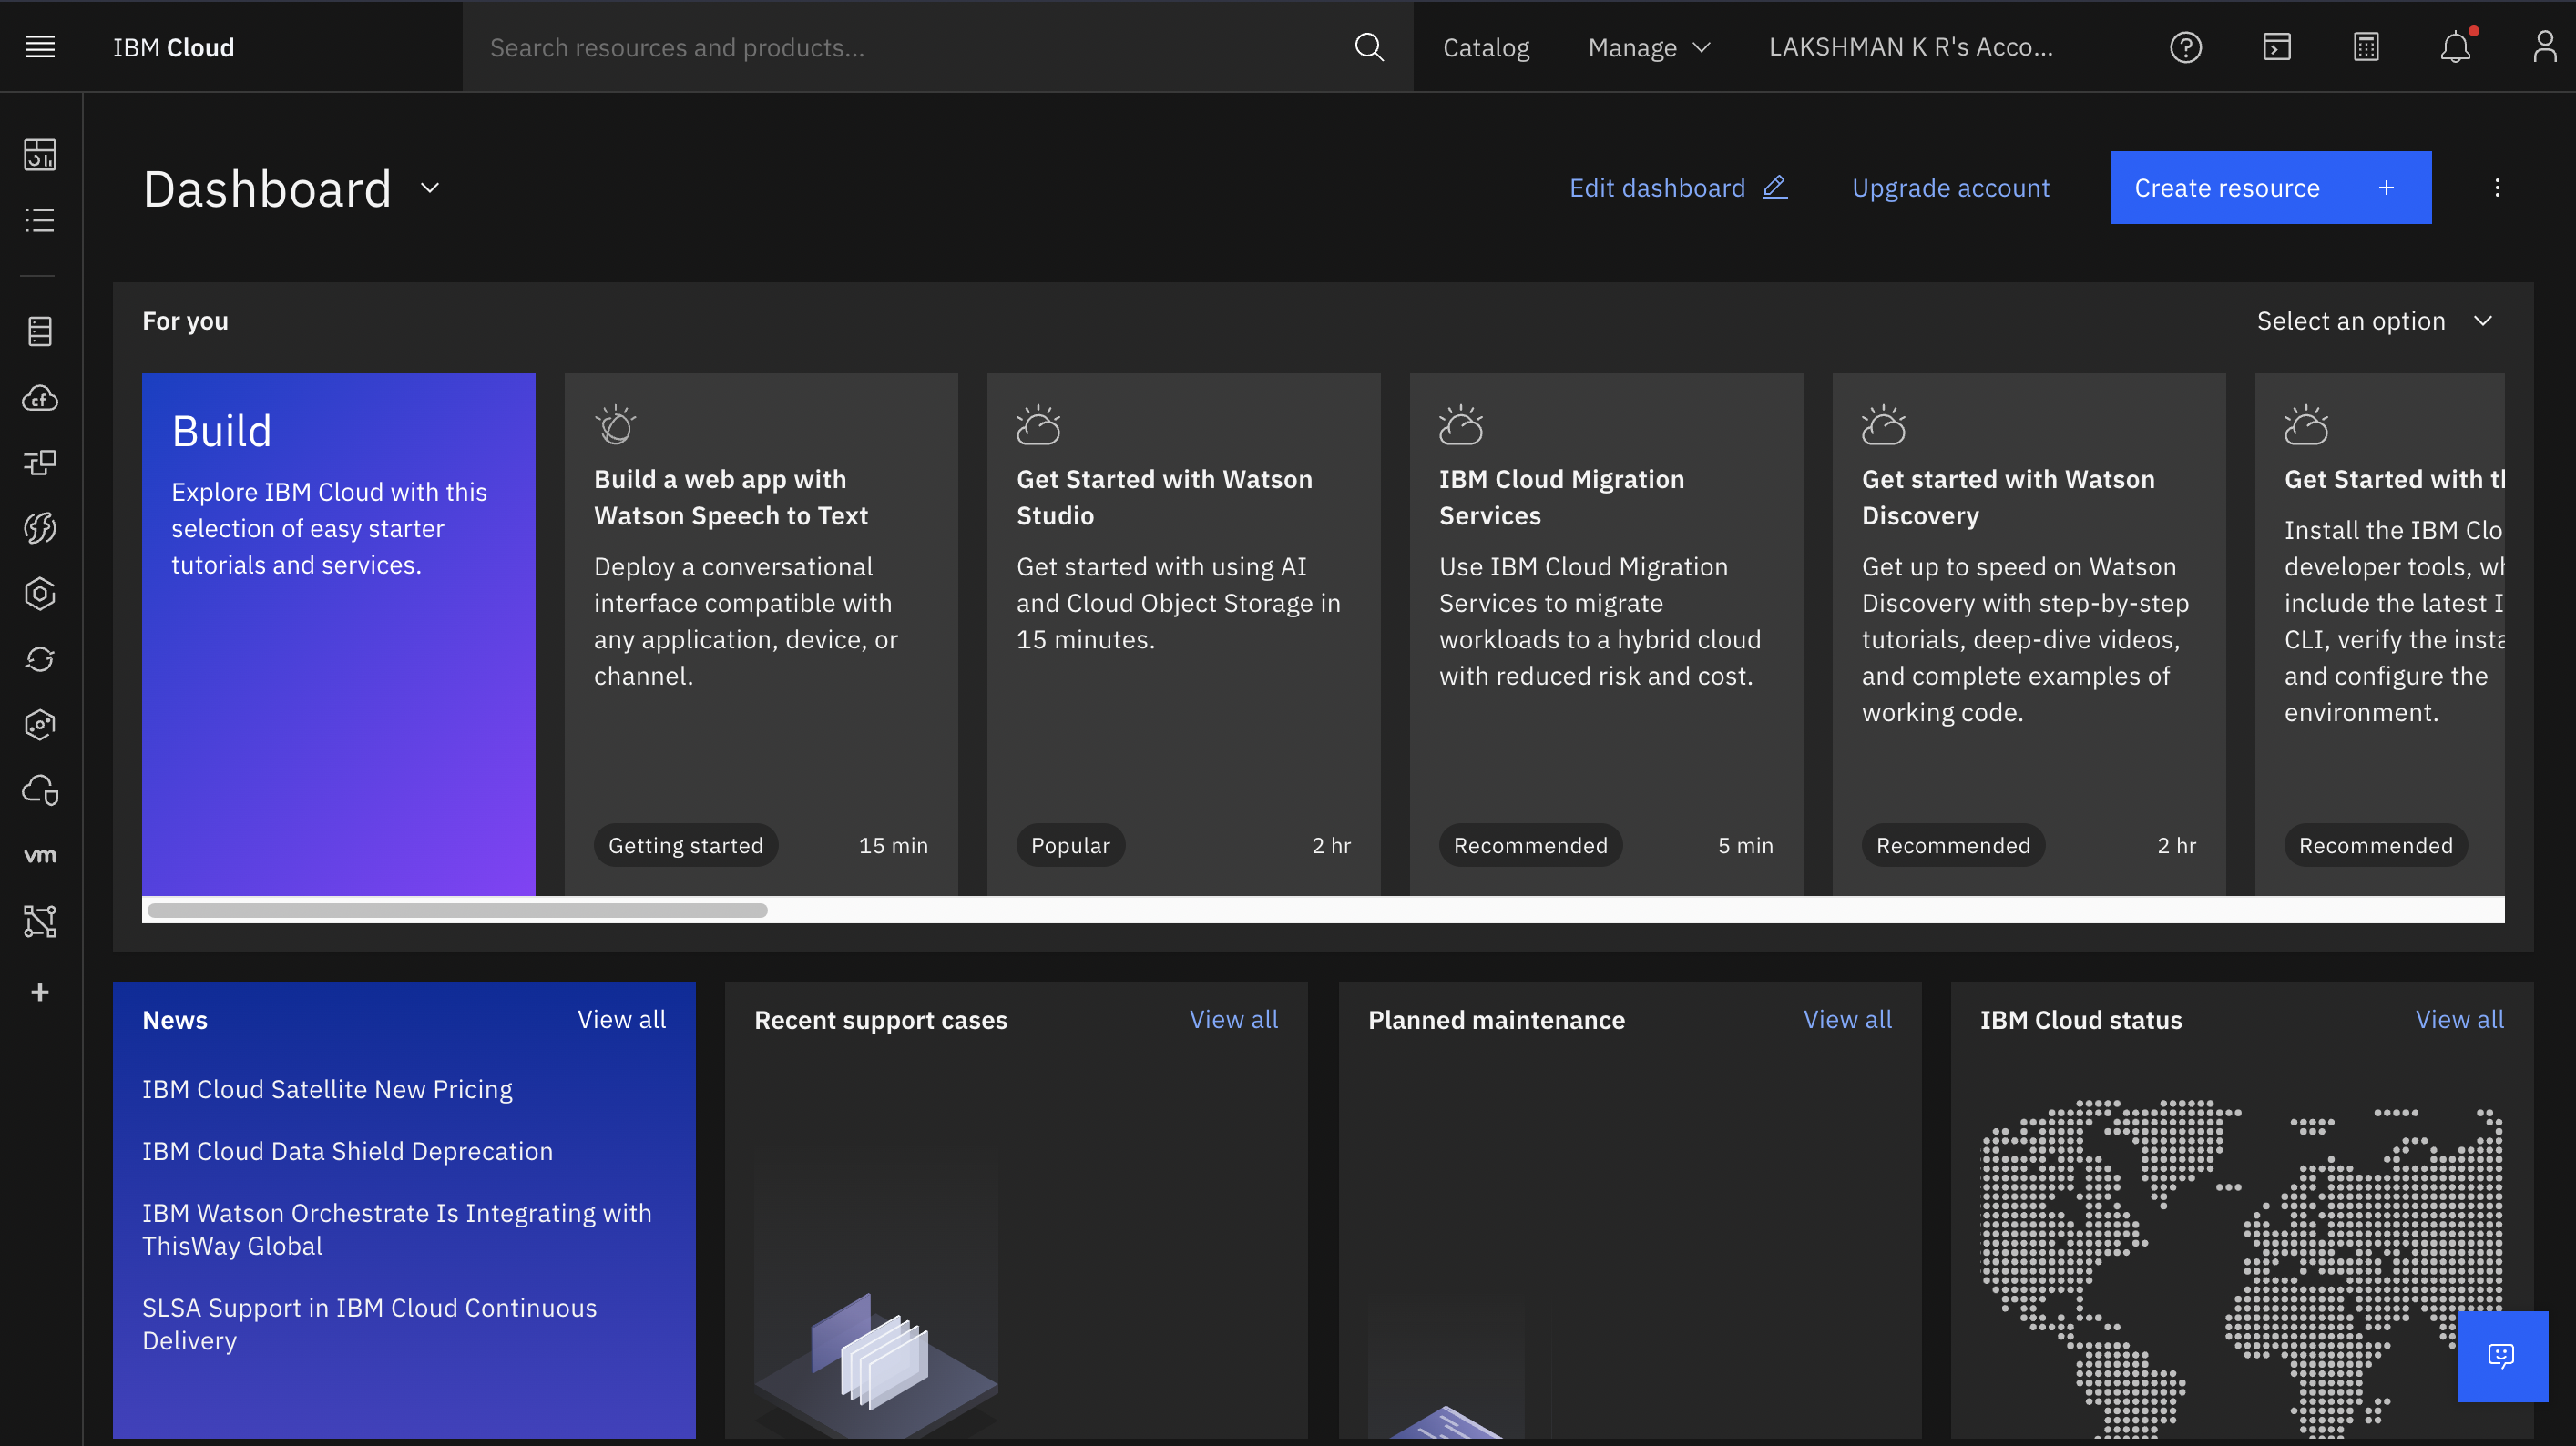 IBM Cloud
Search resources and products...
Catalog
Manage
LAKSHMAN K R's Acco...
Dashboard
Edit dashboard
Upgrade account
Create resource +
For you
Select an option
Build
Explore IBM Cloud with this
selection of easy starter
tutorials and services.
Build a web app with
Watson Speech to Text
Deploy a conversational
interface compatible with
any application, device, or
channel.
Getting started
15 min
Get Started with Watson
Studio
Get started with using AI
and Cloud Object Storage in
15 minutes.
Popular
2 hr
IBM Cloud Migration
Services
Use IBM Cloud Migration
Services to migrate
workloads to a hybrid cloud
with reduced risk and cost.
Recommended
5 min
Get started with Watson
Discovery
Get up to speed on Watson
Discovery with step-by-step
tutorials, deep-dive videos,
and complete examples of
working code.
Recommended
2 hr
Get Started with
Install the IBM Clo
developer tools,
include the latest
CLI, verify the insta
and configure the
environment.
Recommended
cf
vm
News
View all
IBM Cloud Satellite New Pricing
IBM Cloud Data Shield Deprecation
IBM Watson Orchestrate Is Integrating with
ThisWay Global
SLSA Support in IBM Cloud Continuous
Delivery
Recent support cases
View all
Planned maintenance
View all
IBM Cloud status
View all